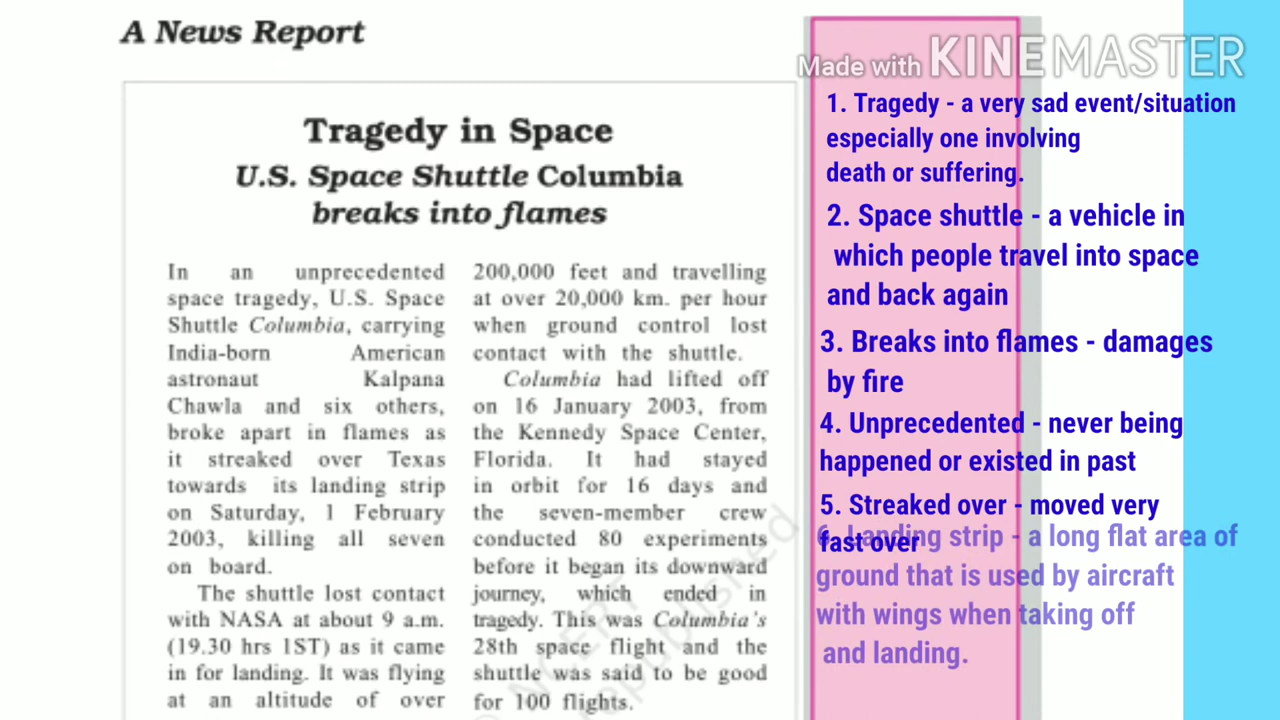 A News Report
Tragedy in Space
U.S. Space Shuttle Columbia
breaks into flames
In an unprecedented
space tragedy, U.S. Space
Shuttle Columbia, carrying
India-born American
astronaut Kalpana
Chawla and six others,
broke apart in flames as
it streaked over Texas
towards its landing strip
on Saturday, 1 February
2003, killing all seven
on board.
The shuttle lost contact
with NASA at about 9 a.m.
(19.30 hrs 1ST) as it came
in for landing. It was flying
at an altitude of over
200,000 feet and travelling
at over 20,000 km. per hour
when ground control lost
contact with the shuttle.
Columbia had lifted off
on 16 January 2003, from
the Kennedy Space Center,
Florida. It had stayed
in orbit for 16 days and
the seven-member crew
conducted 80 experiments
before it began its downward
journey, which ended in
tragedy. This was Columbia's
28th space flight and the
shuttle was said to be good
for 100 flights.
© NCERT
republished
Made with KINEMASTER
1. Tragedy - a very sad event/situation
especially one involving
death or suffering.
2. Space shuttle - a vehicle in
which people travel into space
and back again
3. Breaks into flames - damages
by fire
4. Unprecedented - never being
happened or existed in past
5. Streaked over - moved very
fast over
6. Landing strip - a long flat area of
ground that is used by aircraft
with wings when taking off
and landing.